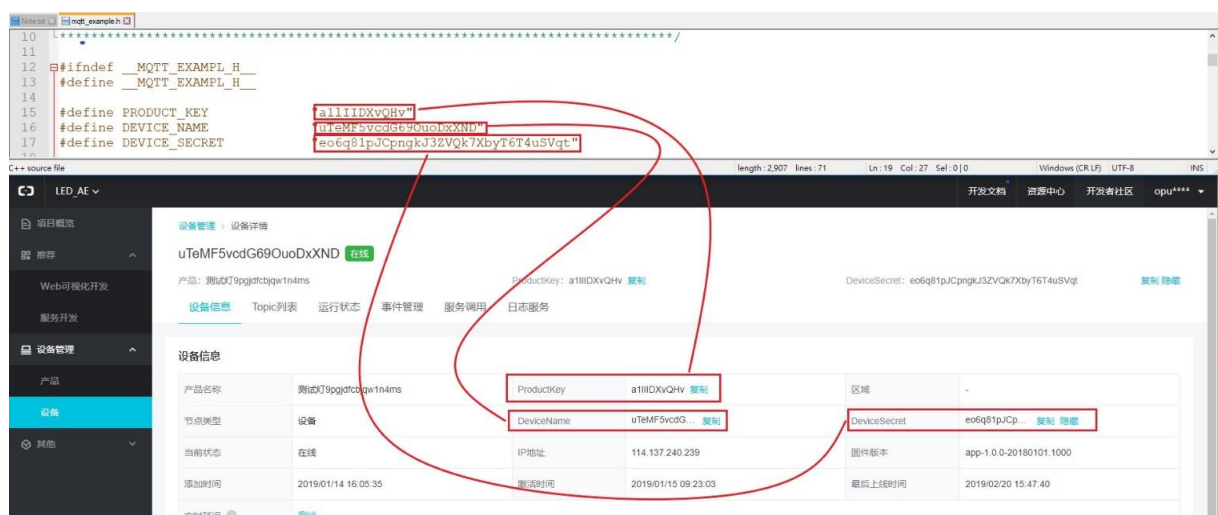 Note.txt mqtt_example.h
10 *******************************************************************************/
11
12 #ifndef __MQTT_EXAMPL_H__
13 #define __MQTT_EXAMPL_H__
14
15 #define PRODUCT_KEY "a1lIIDXvQHv"
16 #define DEVICE_NAME "uTeMF5vcdG69OuoDxXND"
17 #define DEVICE_SECRET "eo6q81pJCpngkJ3ZVQk7XbyT6T4uSVqt"
C++ source file length : 2,907 lines : 71 Ln : 19 Col : 27 Sel : 0 | 0 Windows (CR LF) UTF-8 INS
LED_AE 开发文档 资源中心 开发者社区 opu****
项目概览
推荐
Web可视化开发
服务开发
设备管理
产品
设备
其他
设备管理 > 设备详情
uTeMF5vcdG69OuoDxXND 在线
产品：测试灯9pgjdfcbjqw1n4ms ProductKey：a1lIIDXvQHv 复制 DeviceSecret：eo6q81pJCpngkJ3ZVQk7XbyT6T4uSVqt 复制 隐藏
设备信息 Topic列表 运行状态 事件管理 服务调用 日志服务
设备信息
产品名称 测试灯9pgjdfcbjqw1n4ms ProductKey a1lIIDXvQHv 复制 区域 -
节点类型 设备 DeviceName uTeMF5vcdG... 复制 DeviceSecret eo6q81pJCp... 复制 隐藏
当前状态 在线 IP地址 114.137.240.239 固件版本 app-1.0.0-20180101.1000
添加时间 2019/01/14 16:05:35 激活时间 2019/01/15 09:23:03 最后上线时间 2019/02/20 15:47:40